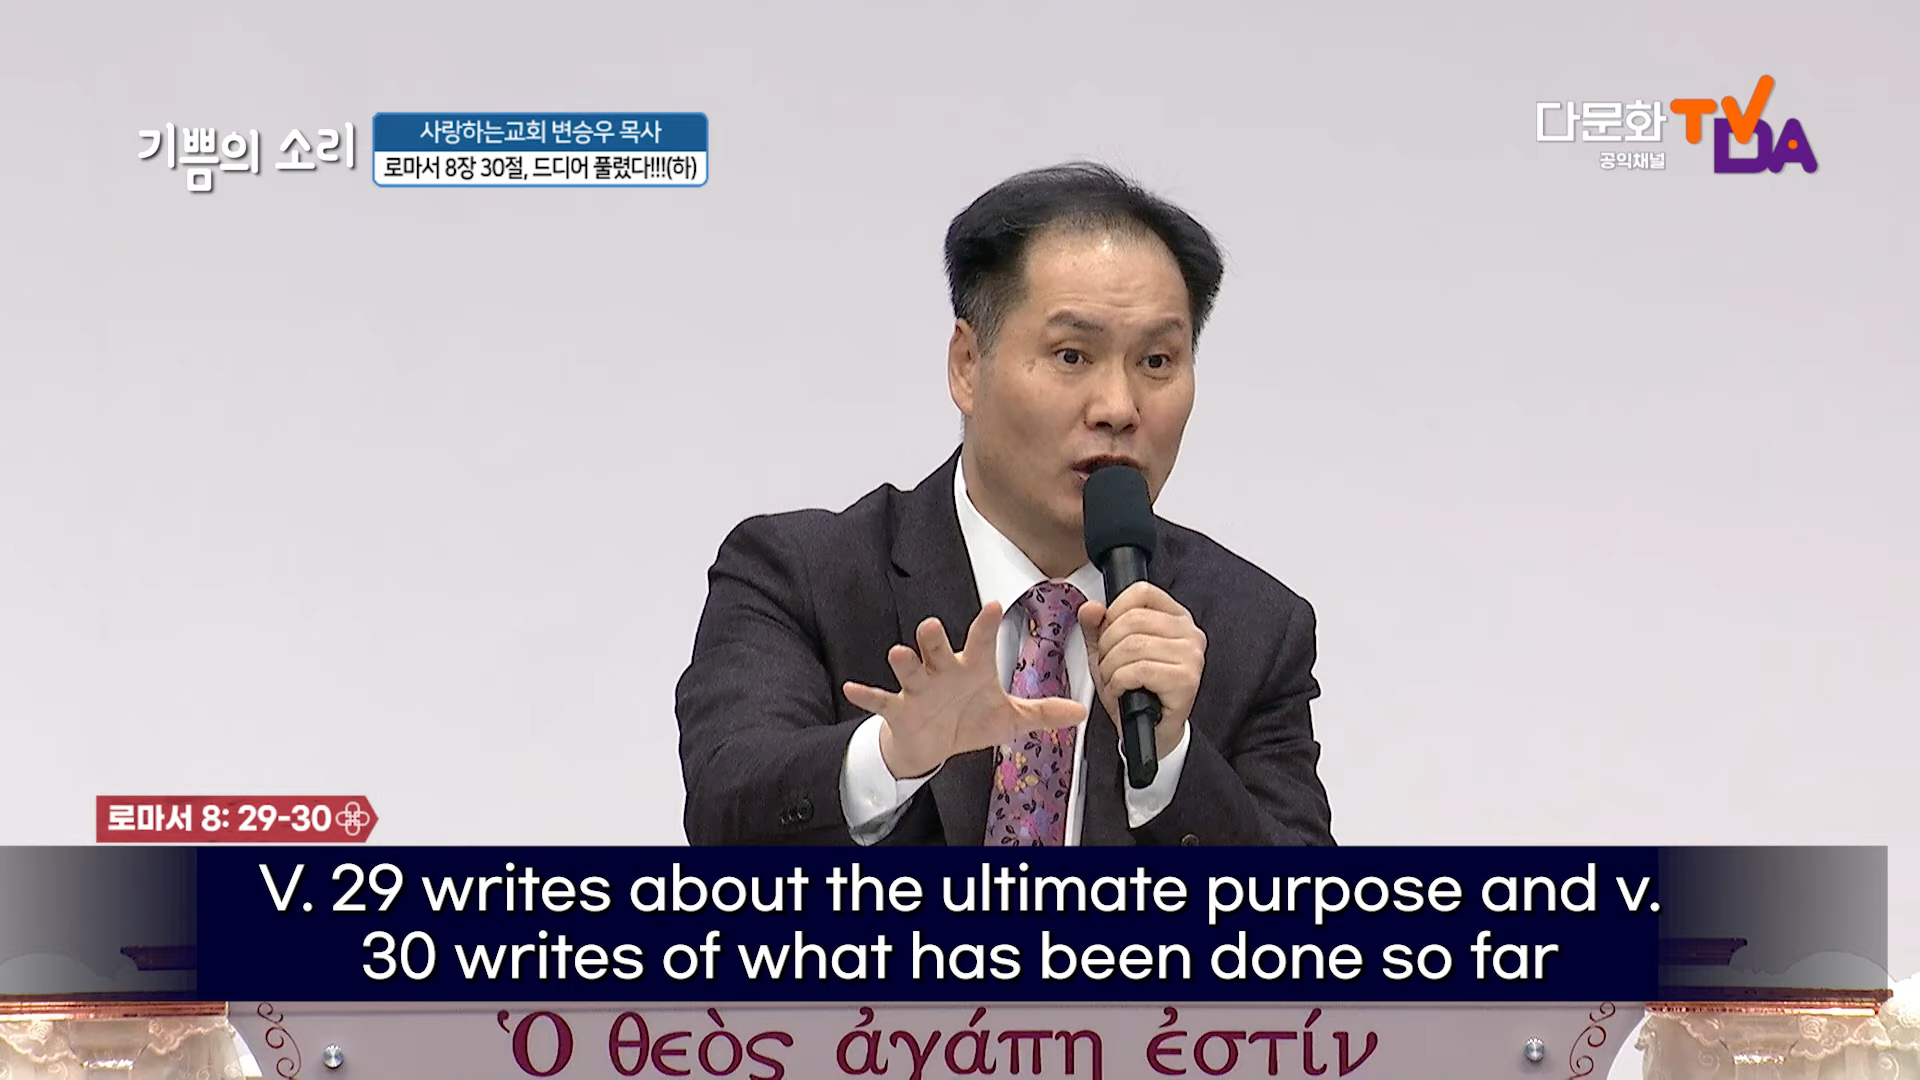 기쁨의 소리
사랑하는교회 변승우 목사
로마서 8장 30절, 드디어 풀렸다!!!(하)
다문화 TV
공익채널 DA
로마서 8: 29-30
V. 29 writes about the ultimate purpose and v.
30 writes of what has been done so far
Ὁ θεὸς ἀγάπη ἐστίν